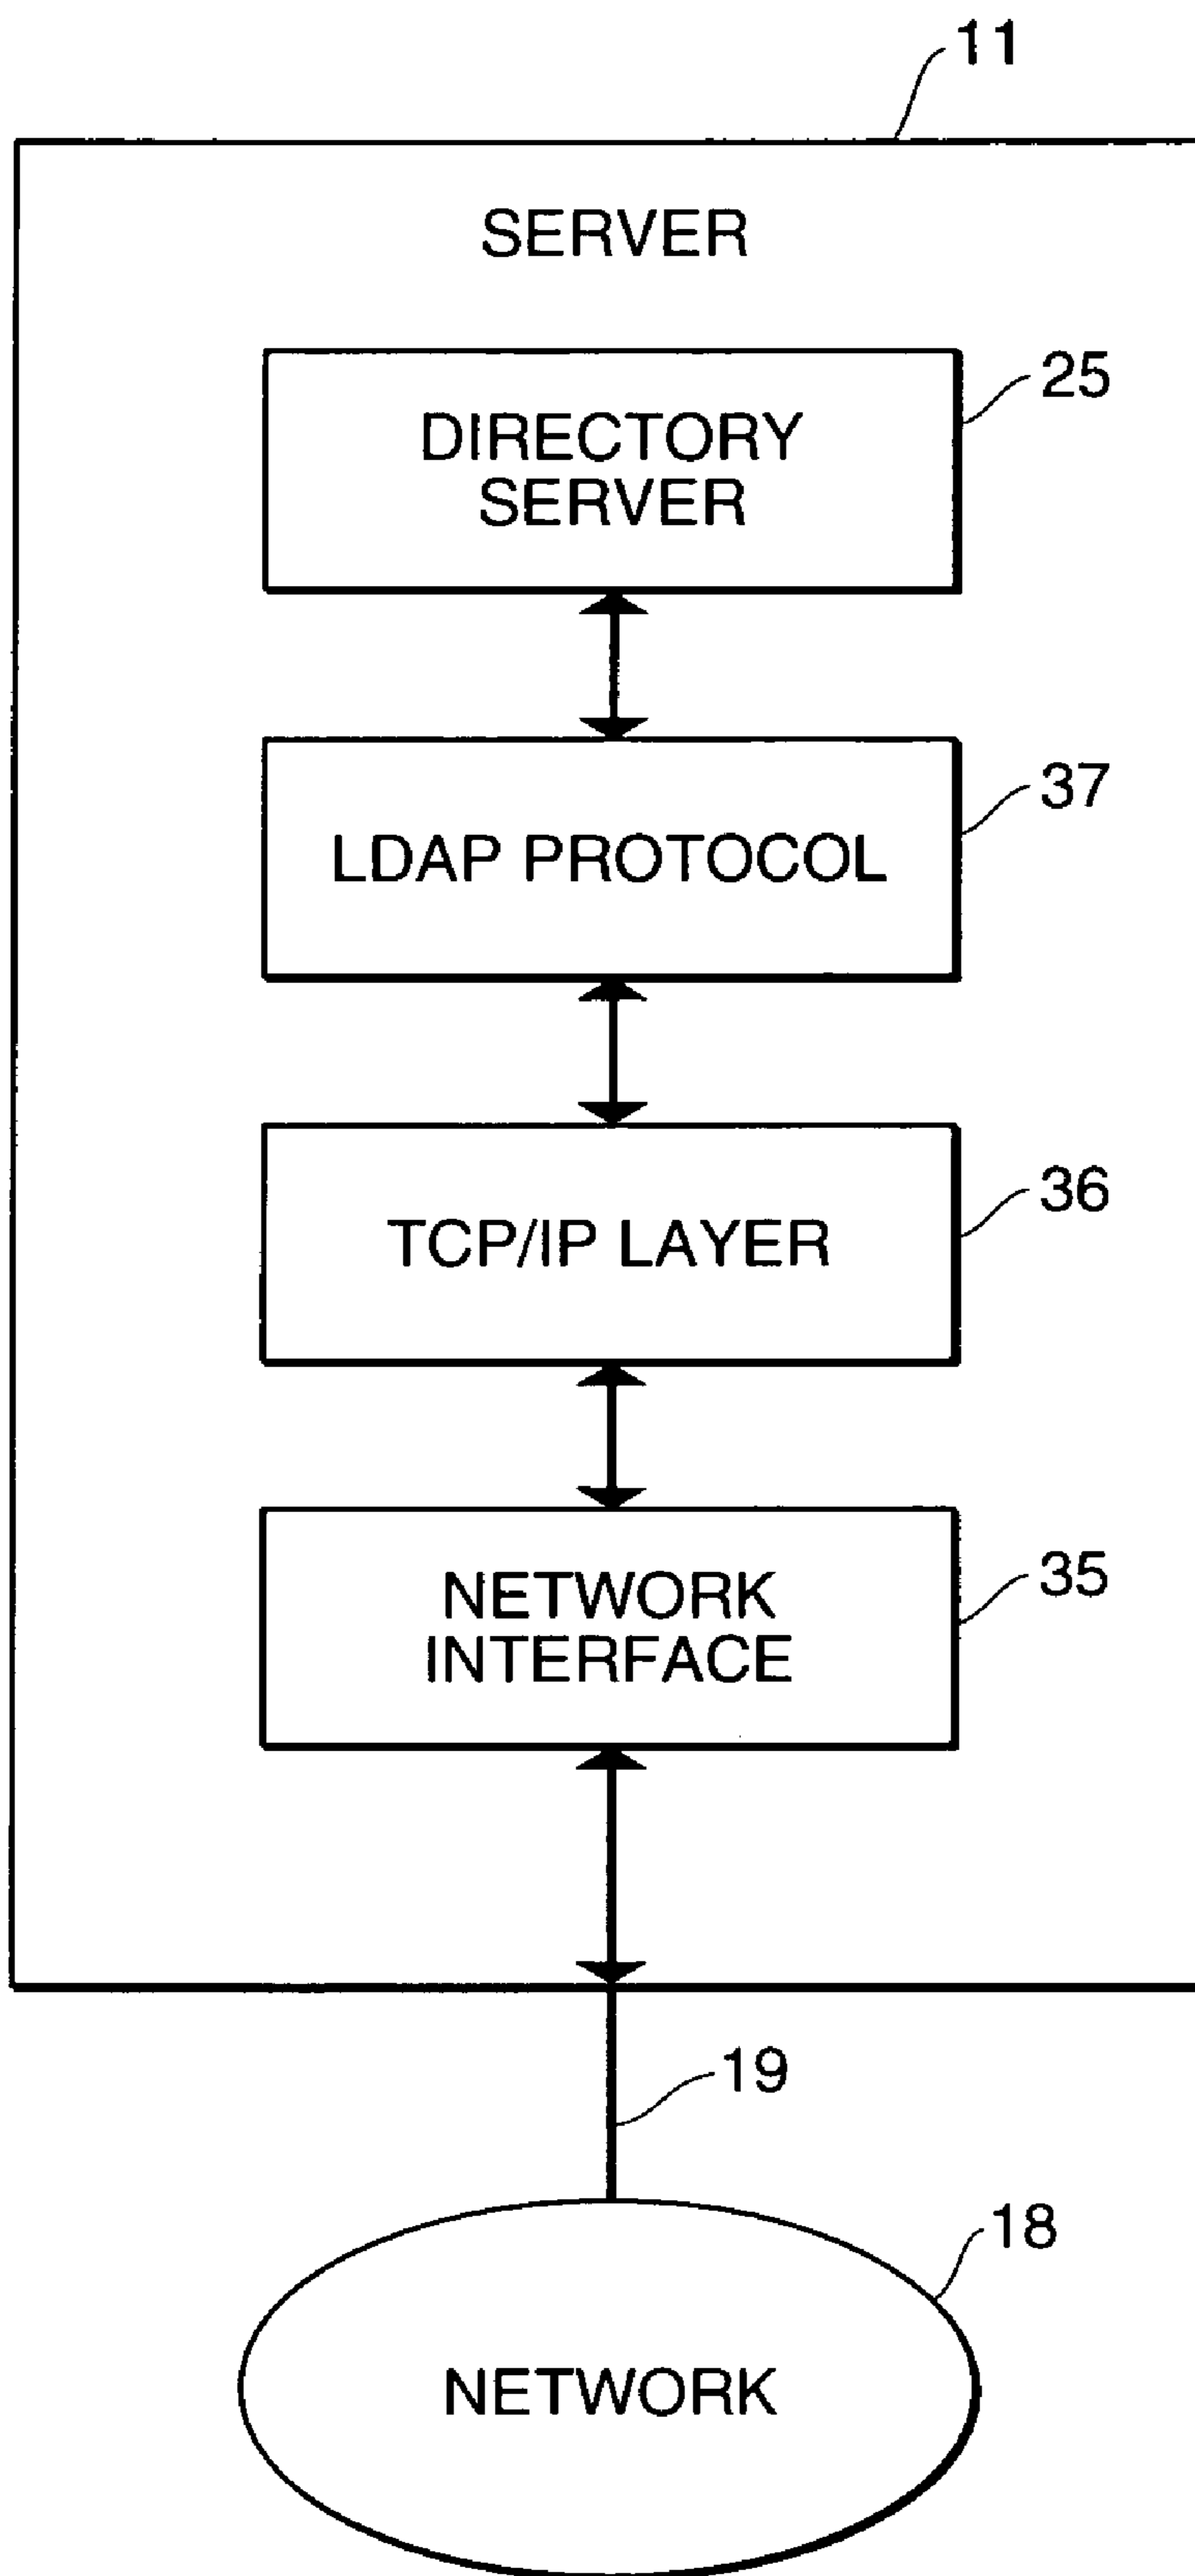 11
SERVER
25
DIRECTORY
SERVER
37
LDAP PROTOCOL
36
TCP/IP LAYER
35
NETWORK
INTERFACE
19
18
NETWORK